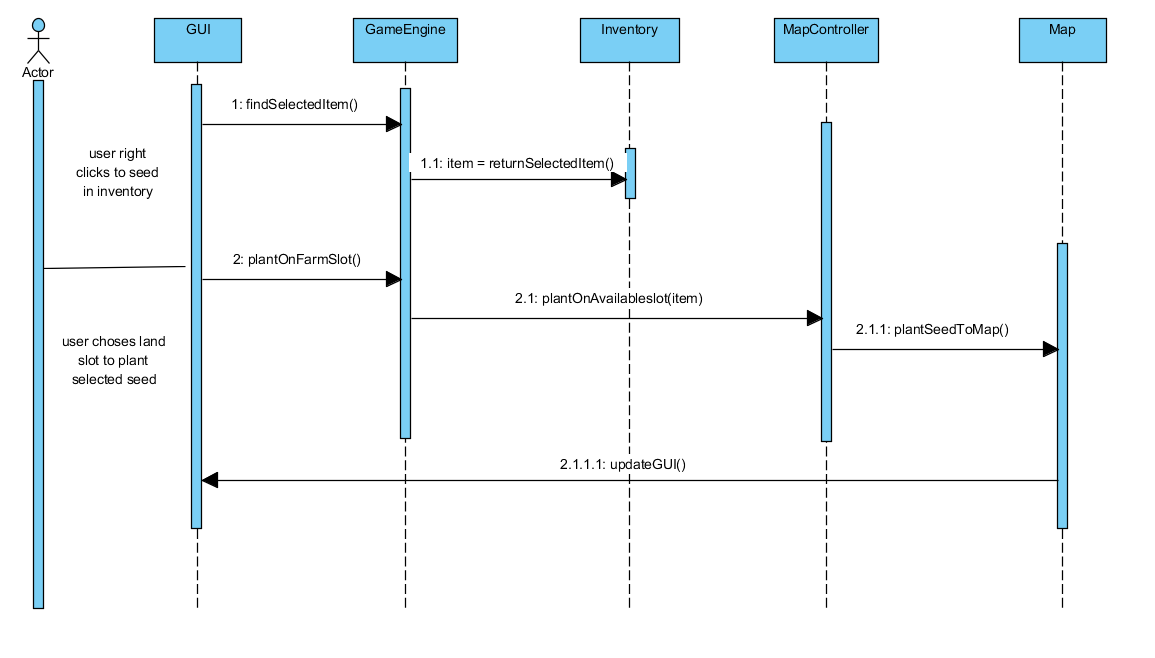 GUI
GameEngine
Inventory
MapController
Map
Actor
1: findSelectedItem()
user right
clicks to seed
in inventory
1.1: item = returnSelectedItem()
2: plantOnFarmSlot()
2.1: plantOnAvailableslot(item)
2.1.1: plantSeedToMap()
user choses land
slot to plant
selected seed
2.1.1.1: updateGUI()